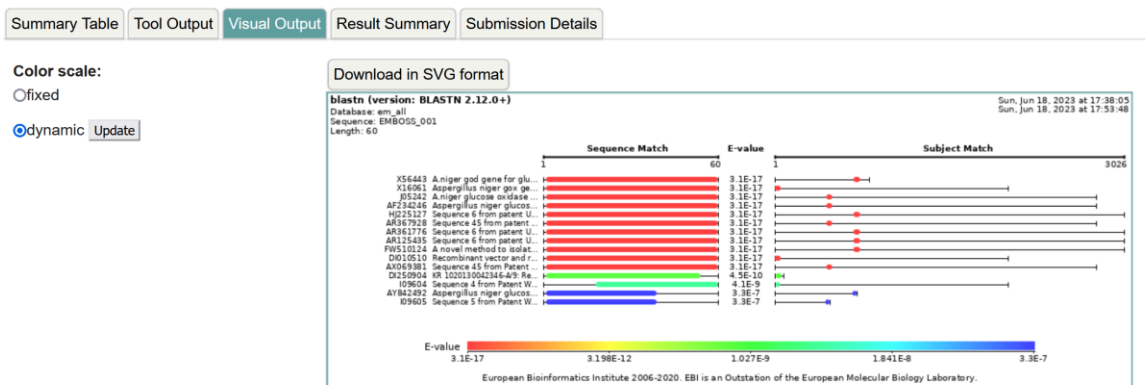 Summary Table Tool Output Visual Output Result Summary Submission Details
Color scale:
fixed
dynamic Update
Download in SVG format
blastn (version: BLASTN 2.12.0+)
Database: em_all
Sequence: EMBOSS_001
Length: 60
Sun, Jun 18, 2023 at 17:38:05
Sun, Jun 18, 2023 at 17:53:48
Sequence Match E-value Subject Match
1 60 1 3026
X56443 A.niger god gene for glu... 3.1E-17
X16061 Aspergillus niger gox ge... 3.1E-17
J05242 A.niger glucose oxidase ... 3.1E-17
AF234246 Aspergillus niger glucos... 3.1E-17
HJ225127 Sequence 6 from patent U... 3.1E-17
AR367928 Sequence 45 from patent ... 3.1E-17
AR361776 Sequence 6 from patent U... 3.1E-17
AR125435 Sequence 6 from patent U... 3.1E-17
FW510124 A novel method to isolat... 3.1E-17
DI010510 Recombinant vector and r... 3.1E-17
AX069381 Sequence 45 from Patent ... 3.1E-17
DI250904 KR 1020130042346-A/9: Re... 4.5E-10
I09604 Sequence 4 from Patent W... 4.1E-9
AY842492 Aspergillus niger glucos... 3.3E-7
I09605 Sequence 5 from Patent W... 3.3E-7
E-value
3.1E-17 3.198E-12 1.027E-9 1.841E-8 3.3E-7
European Bioinformatics Institute 2006-2020. EBI is an Outstation of the European Molecular Biology Laboratory.